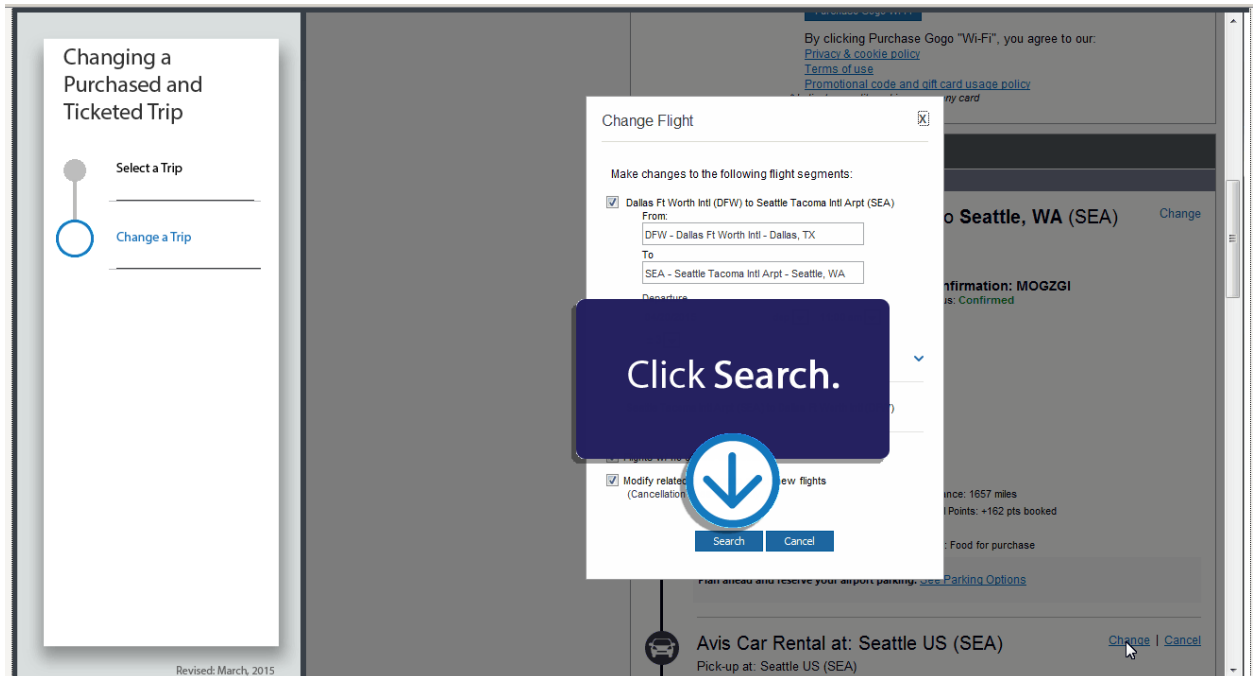 Changing a
Purchased and
Ticketed Trip
Select a Trip
Change a Trip
Revised: March, 2015
By clicking Purchase Gogo "Wi-Fi", you agree to our:
Privacy & cookie policy
Terms of use
Promotional code and gift card usage policy
ny card
Change Flight
X
Make changes to the following flight segments:
Dallas Ft Worth Intl (DFW) to Seattle Tacoma Intl Arpt (SEA)
From:
DFW - Dallas Ft Worth Intl - Dallas, TX
To
SEA - Seattle Tacoma Intl Arpt - Seattle, WA
Departure
Click Search.
Modify related ew flights
(Cancellation
Search Cancel
o Seattle, WA (SEA) Change
nfirmation: MOGZGI
us: Confirmed
ance: 1657 miles
l Points: +162 pts booked
: Food for purchase
Plan ahead and reserve your airport parking. See Parking Options
Avis Car Rental at: Seattle US (SEA) Change | Cancel
Pick-up at: Seattle US (SEA)